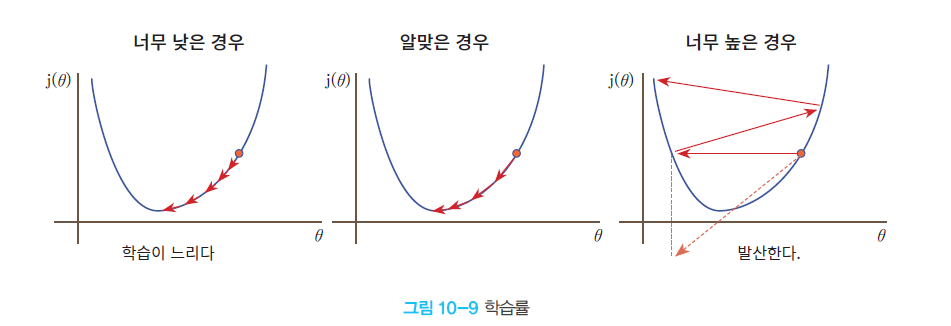 너무 낮은 경우
알맞은 경우
너무 높은 경우
j(θ)
j(θ)
j(θ)
θ
θ
θ
학습이 느리다
발산한다.
그림 10-9 학습률